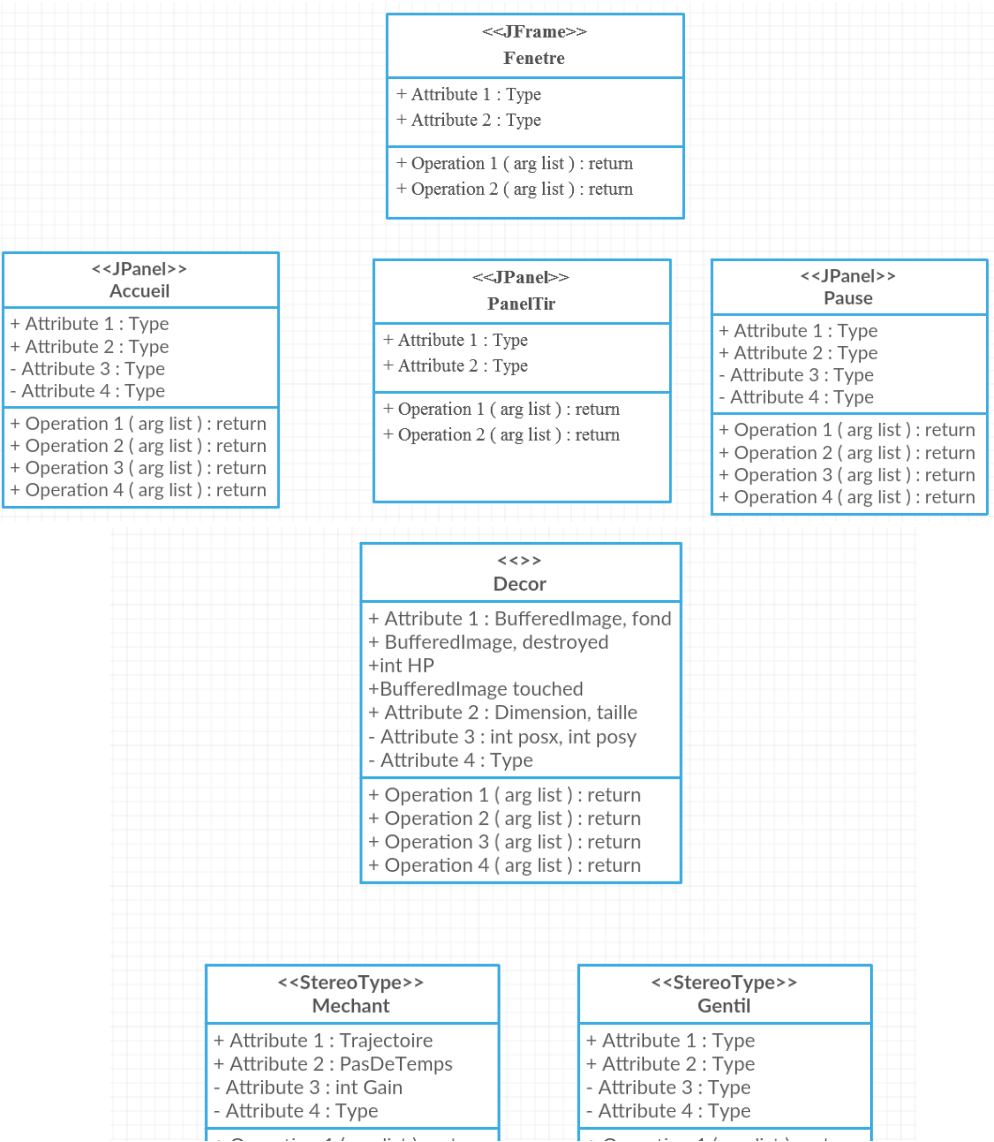 <<JFrame>>
Fenetre
+ Attribute 1 : Type
+ Attribute 2 : Type
+ Operation 1 ( arg list ) : return
+ Operation 2 ( arg list ) : return
<<JPanel>>
Accueil
+ Attribute 1 : Type
+ Attribute 2 : Type
- Attribute 3 : Type
- Attribute 4 : Type
+ Operation 1 ( arg list ) : return
+ Operation 2 ( arg list ) : return
+ Operation 3 ( arg list ) : return
+ Operation 4 ( arg list ) : return
<<JPanel>>
PanelTir
+ Attribute 1 : Type
+ Attribute 2 : Type
+ Operation 1 ( arg list ) : return
+ Operation 2 ( arg list ) : return
<<JPanel>>
Pause
+ Attribute 1 : Type
+ Attribute 2 : Type
- Attribute 3 : Type
- Attribute 4 : Type
+ Operation 1 ( arg list ) : return
+ Operation 2 ( arg list ) : return
+ Operation 3 ( arg list ) : return
+ Operation 4 ( arg list ) : return
<<>>
Decor
+ Attribute 1 : BufferedImage, fond
+ BufferedImage, destroyed
+int HP
+BufferedImage touched
+ Attribute 2 : Dimension, taille
- Attribute 3 : int posx, int posy
- Attribute 4 : Type
+ Operation 1 ( arg list ) : return
+ Operation 2 ( arg list ) : return
+ Operation 3 ( arg list ) : return
+ Operation 4 ( arg list ) : return
<<StereoType>>
Mechant
+ Attribute 1 : Trajectoire
+ Attribute 2 : PasDeTemps
- Attribute 3 : int Gain
- Attribute 4 : Type
<<StereoType>>
Gentil
+ Attribute 1 : Type
+ Attribute 2 : Type
- Attribute 3 : Type
- Attribute 4 : Type